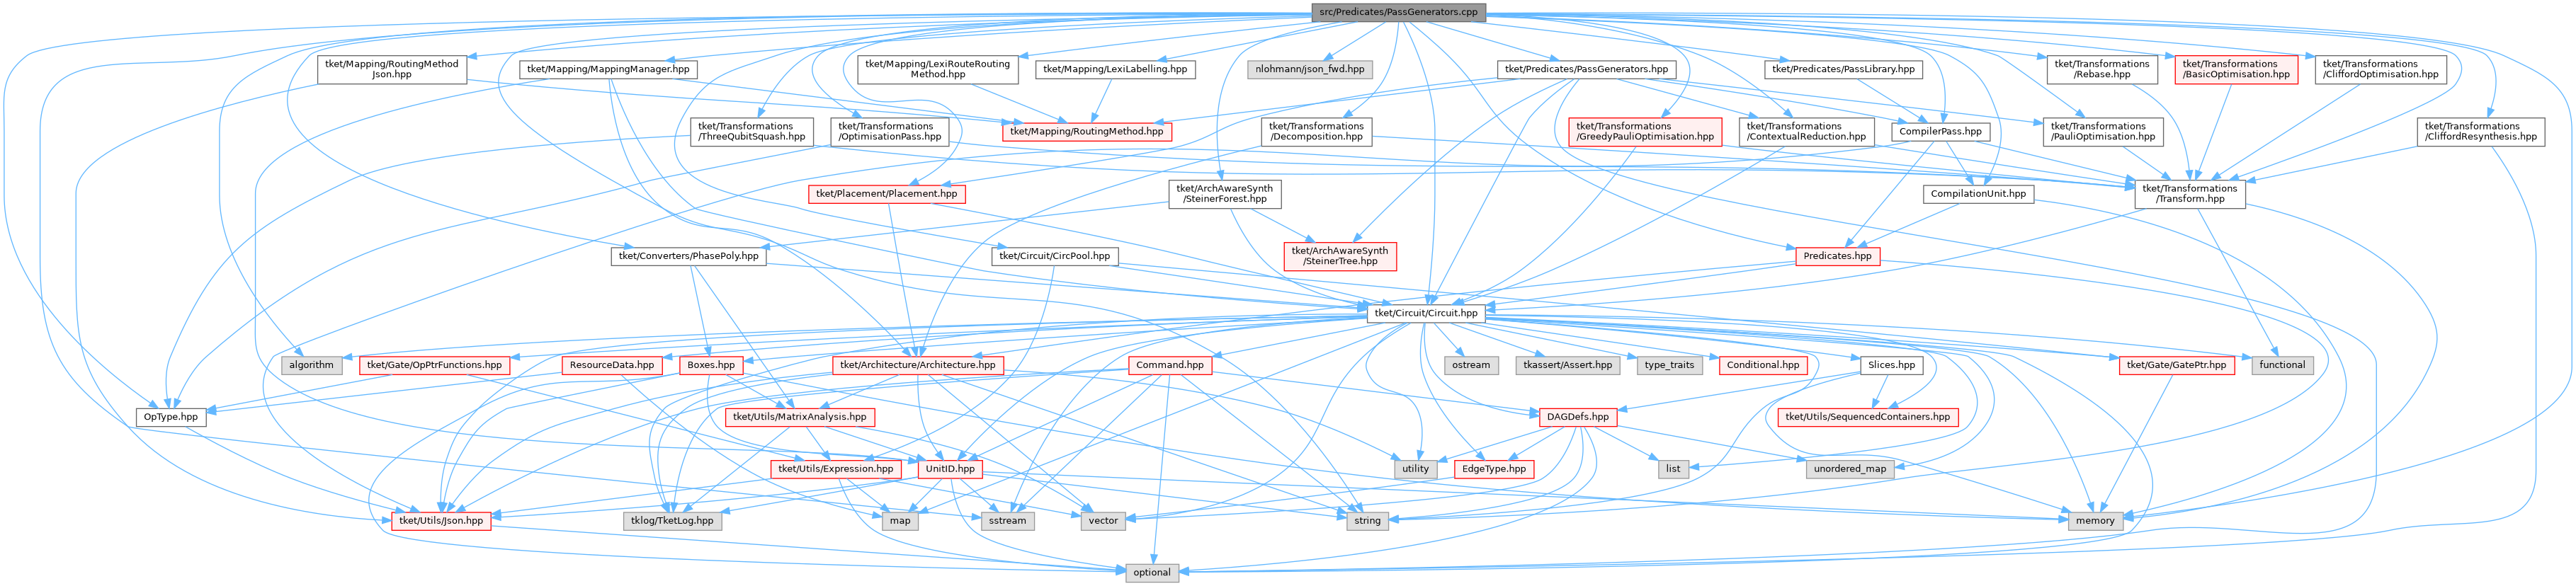 src/Predicates/PassGenerators.cpp
tket/Mapping/RoutingMethod
Json.hpp
tket/Mapping/MappingManager.hpp
tket/Mapping/LexiRouteRouting
Method.hpp
tket/Mapping/LexiLabelling.hpp
nlohmann/json_fwd.hpp
tket/Predicates/PassGenerators.hpp
tket/Predicates/PassLibrary.hpp
tket/Transformations
/Rebase.hpp
tket/Transformations
/BasicOptimisation.hpp
tket/Transformations
/CliffordOptimisation.hpp
tket/Transformations
/ThreeQubitSquash.hpp
tket/Transformations
/OptimisationPass.hpp
tket/Mapping/RoutingMethod.hpp
tket/Transformations
/Decomposition.hpp
tket/Transformations
/GreedyPauliOptimisation.hpp
tket/Transformations
/ContextualReduction.hpp
CompilerPass.hpp
tket/Transformations
/PauliOptimisation.hpp
tket/Transformations
/CliffordResynthesis.hpp
tket/Placement/Placement.hpp
tket/ArchAwareSynth
/SteinerForest.hpp
CompilationUnit.hpp
tket/Transformations
/Transform.hpp
tket/Converters/PhasePoly.hpp
tket/Circuit/CircPool.hpp
tket/ArchAwareSynth
/SteinerTree.hpp
Predicates.hpp
tket/Circuit/Circuit.hpp
algorithm
tket/Gate/OpPtrFunctions.hpp
ResourceData.hpp
Boxes.hpp
tket/Architecture/Architecture.hpp
Command.hpp
ostream
tkassert/Assert.hpp
type_traits
Conditional.hpp
Slices.hpp
tket/Gate/GatePtr.hpp
functional
OpType.hpp
tket/Utils/MatrixAnalysis.hpp
DAGDefs.hpp
tket/Utils/SequencedContainers.hpp
tket/Utils/Expression.hpp
UnitID.hpp
utility
EdgeType.hpp
list
unordered_map
tket/Utils/Json.hpp
tklog/TketLog.hpp
map
sstream
vector
string
memory
optional